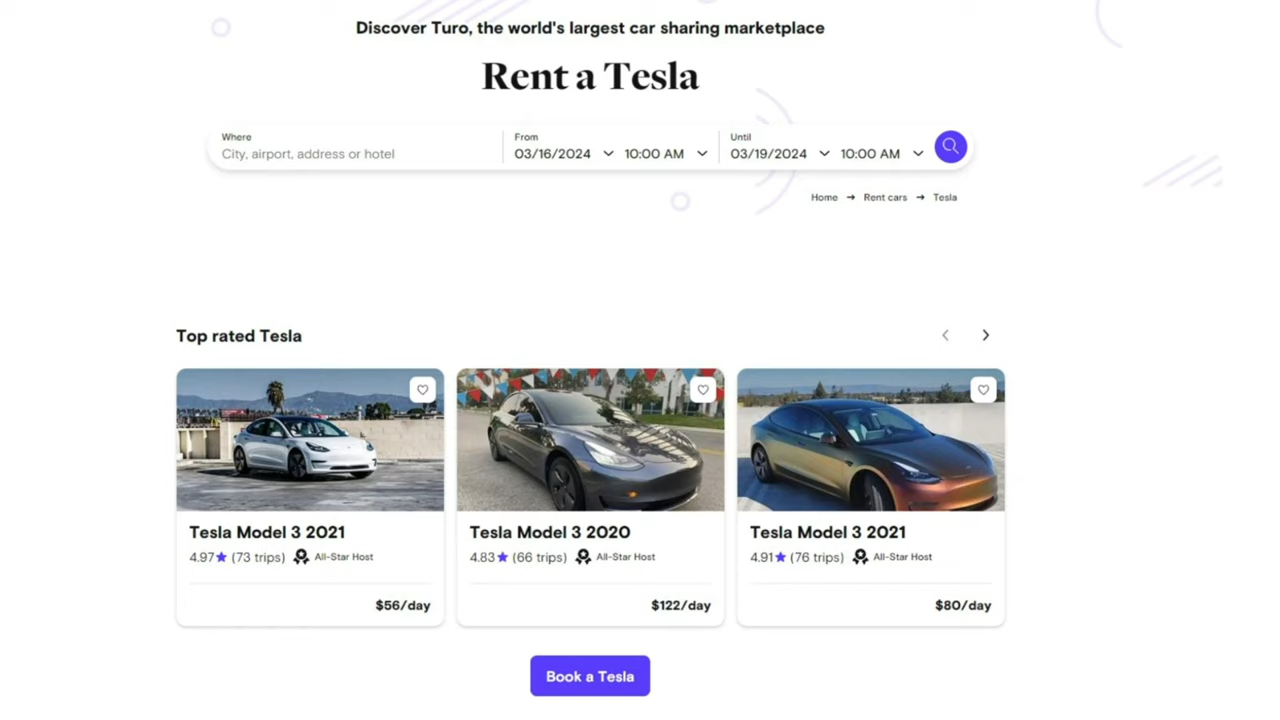 Discover Turo, the world's largest car sharing marketplace
Rent a Tesla
Where
City, airport, address or hotel
From
03/16/2024 10:00 AM
Until
03/19/2024 10:00 AM
Home → Rent cars → Tesla
Top rated Tesla
Tesla Model 3 2021
4.97★ (73 trips) All-Star Host
$56/day
Tesla Model 3 2020
4.83★ (66 trips) All-Star Host
$122/day
Tesla Model 3 2021
4.91★ (76 trips) All-Star Host
$80/day
Book a Tesla